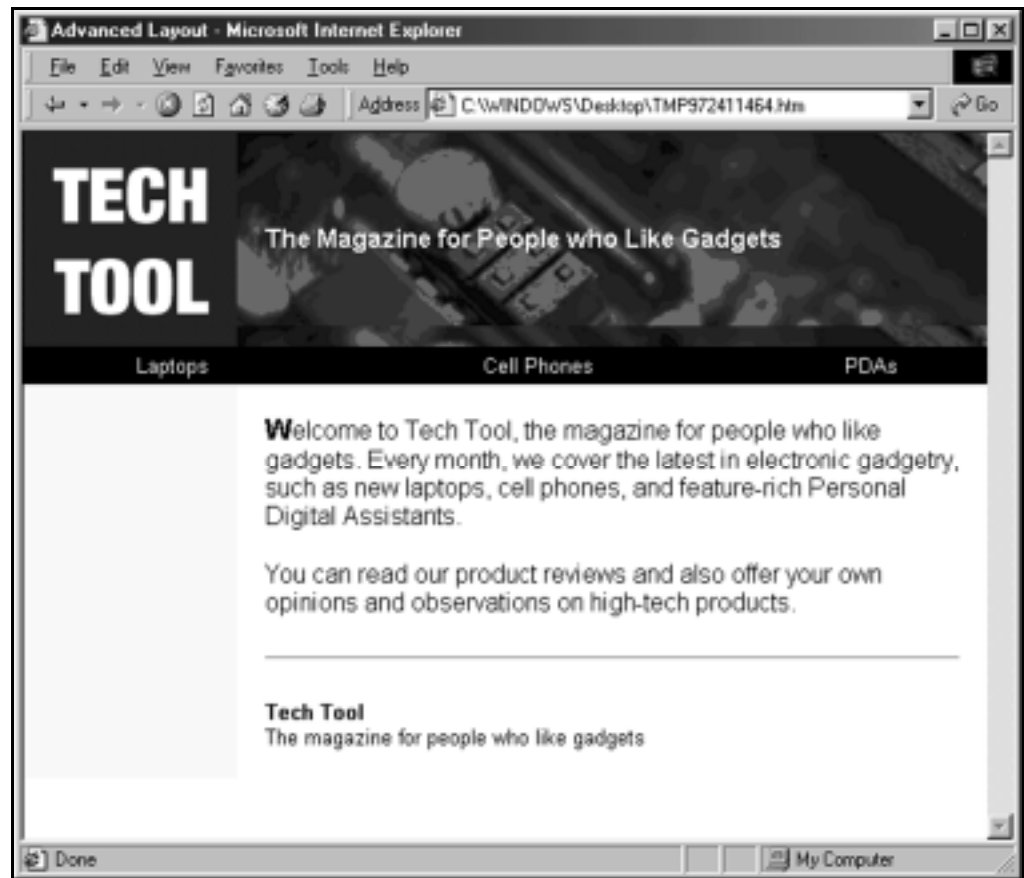 Advanced Layout - Microsoft Internet Explorer
File Edit View Favorites Tools Help
Address C:\WINDOWS\Desktop\TMP972411464.htm Go
TECH
TOOL
The Magazine for People who Like Gadgets
Laptops Cell Phones PDAs
Welcome to Tech Tool, the magazine for people who like
gadgets. Every month, we cover the latest in electronic gadgetry,
such as new laptops, cell phones, and feature-rich Personal
Digital Assistants.
You can read our product reviews and also offer your own
opinions and observations on high-tech products.
Tech Tool
The magazine for people who like gadgets
Done My Computer